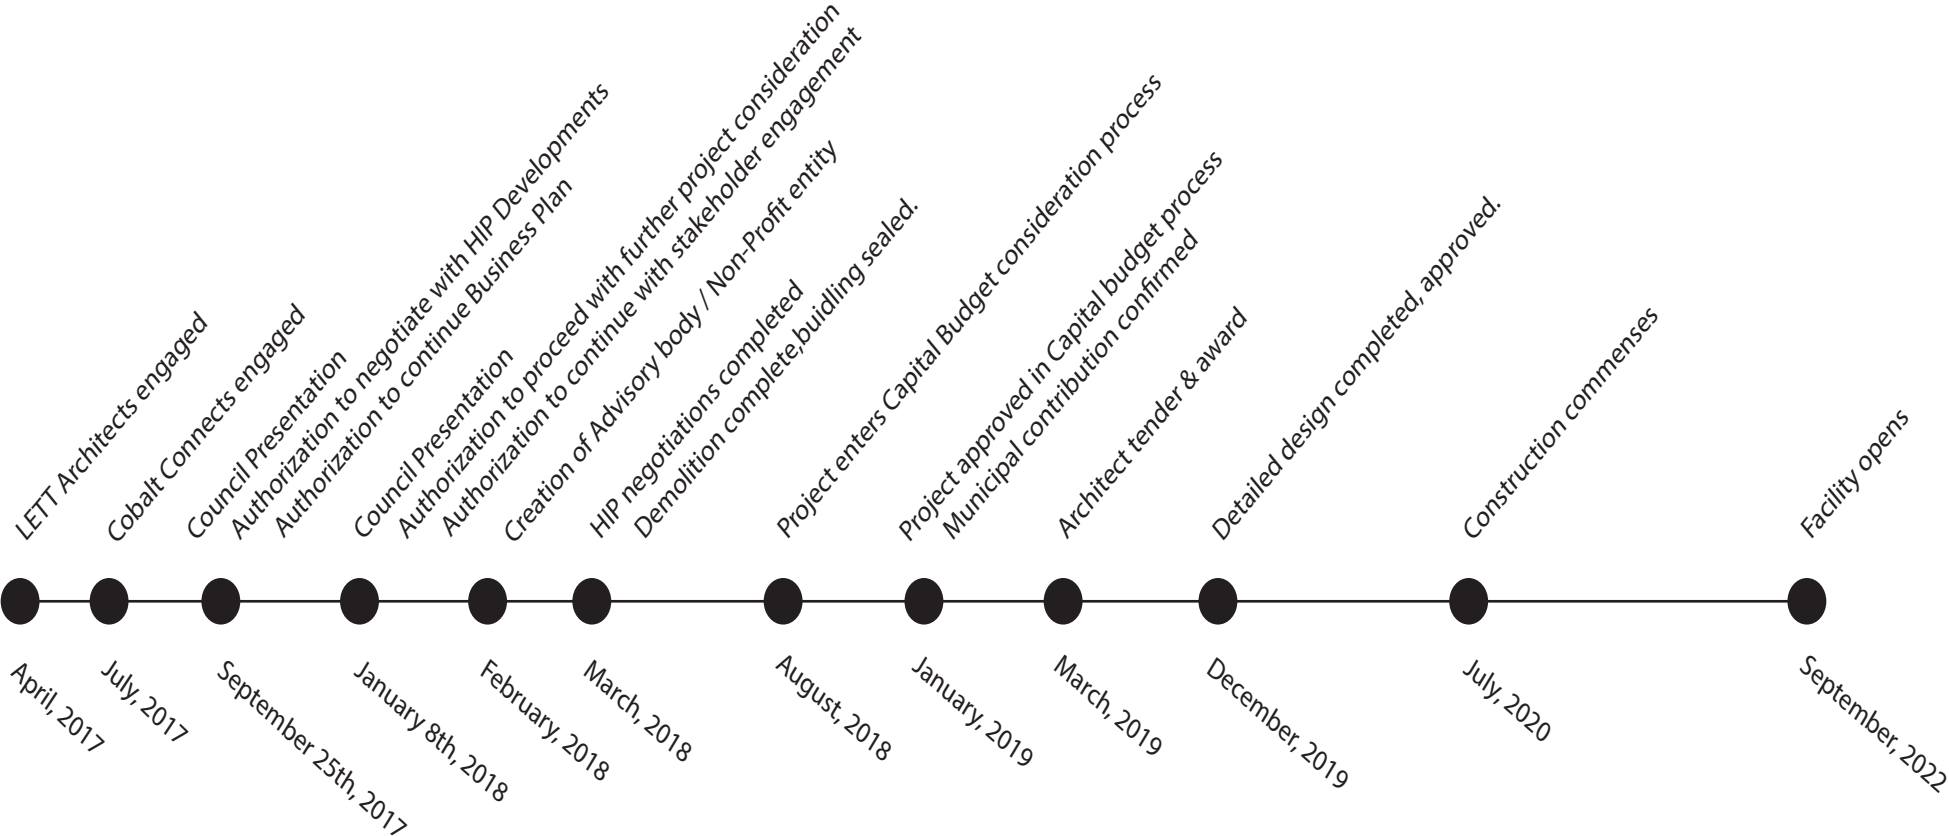 LETT Architects engaged
Cobalt Connects engaged
Council Presentation
Authorization to negotiate with HIP Developments
Authorization to continue Business Plan
Council Presentation
Authorization to proceed with further project consideration
Authorization to continue with stakeholder engagement
Creation of Advisory body / Non-Profit entity
HIP negotiations completed
Demolition complete,buidling sealed.
Project enters Capital Budget consideration process
Project approved in Capital budget process
Municipal contribution confirmed
Architect tender & award
Detailed design completed, approved.
Construction commenses
Facility opens
April, 2017
July, 2017
September 25th, 2017
January 8th, 2018
February, 2018
March, 2018
August, 2018
January, 2019
March, 2019
December, 2019
July, 2020
September, 2022